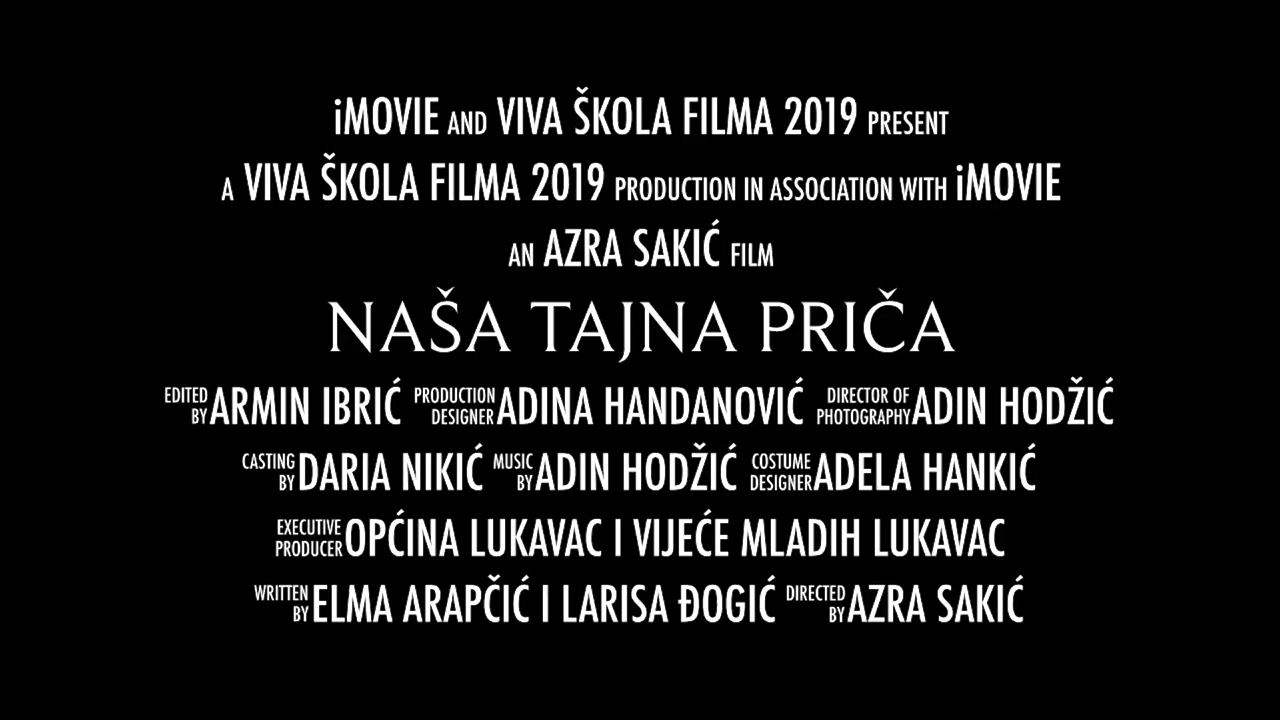 iMOVIE AND VIVA ŠKOLA FILMA 2019 PRESENT
A VIVA ŠKOLA FILMA 2019 PRODUCTION IN ASSOCIATION WITH iMOVIE
AN AZRA SAKIĆ FILM
NAŠA TAJNA PRIČA
EDITED BY ARMIN IBRIĆ PRODUCTION DESIGNER ADINA HANDANOVIĆ DIRECTOR OF PHOTOGRAPHY ADIN HODŽIĆ
CASTING BY DARIA NIKIĆ MUSIC BY ADIN HODŽIĆ COSTUME DESIGNER ADELA HANKIĆ
EXECUTIVE PRODUCER OPĆINA LUKAVAC I VIJEĆE MLADIH LUKAVAC
WRITTEN BY ELMA ARAPČIĆ I LARISA ĐOGIĆ DIRECTED BY AZRA SAKIĆ